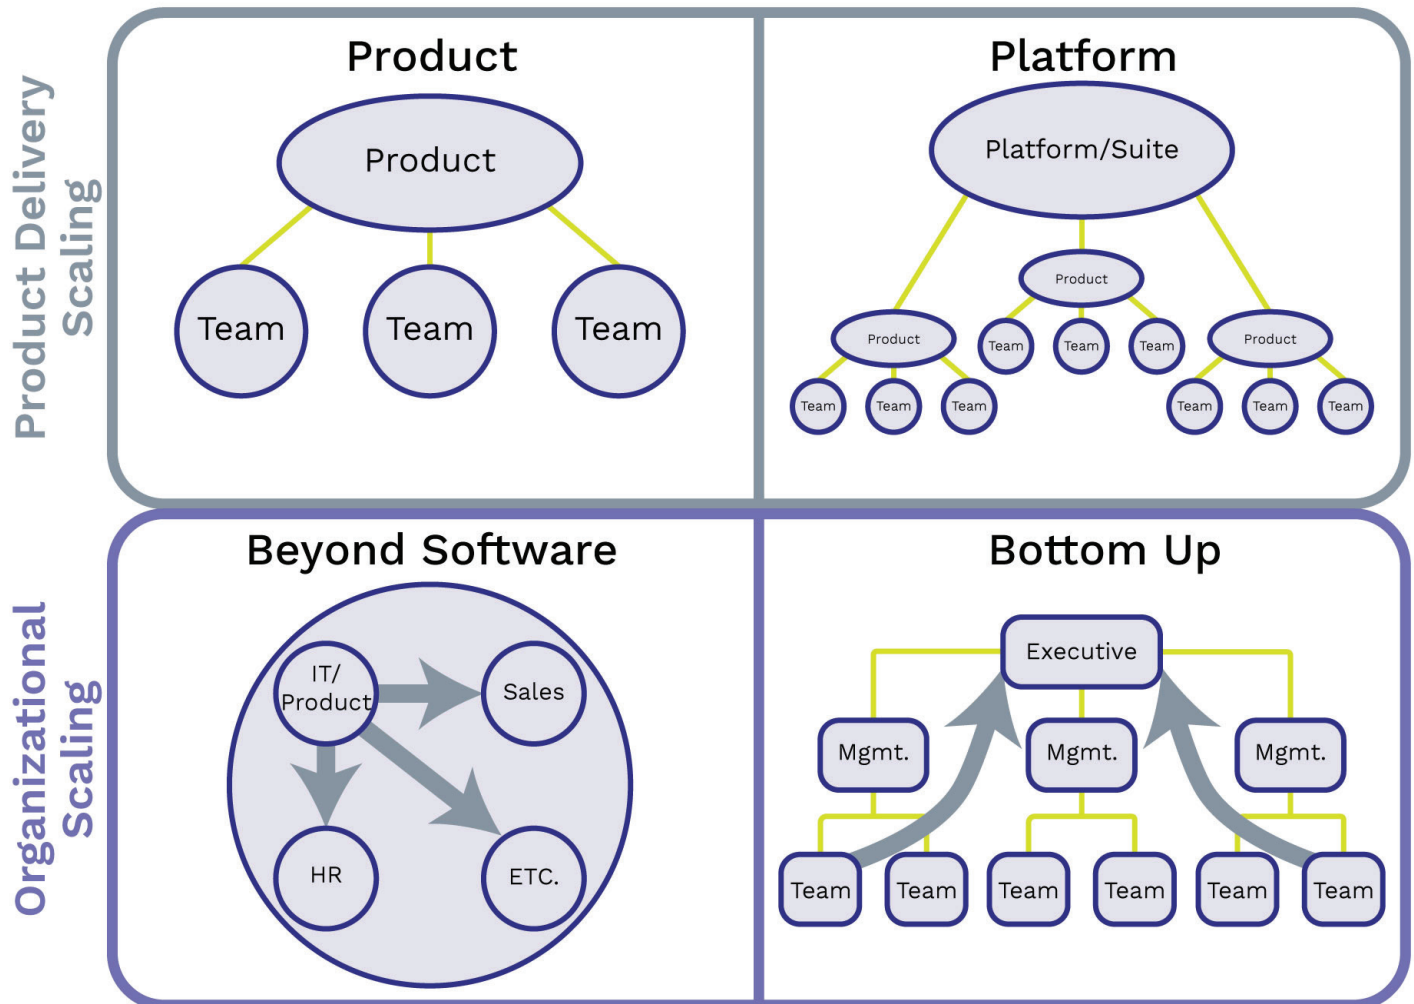 Product Delivery
Scaling
Product
Product
Team
Team
Team
Platform
Platform/Suite
Product
Team
Team
Team
Product
Team
Team
Team
Product
Team
Team
Team
Organizational
Scaling
Beyond Software
IT/
Product
Sales
HR
ETC.
Bottom Up
Executive
Mgmt.
Mgmt.
Mgmt.
Team
Team
Team
Team
Team
Team